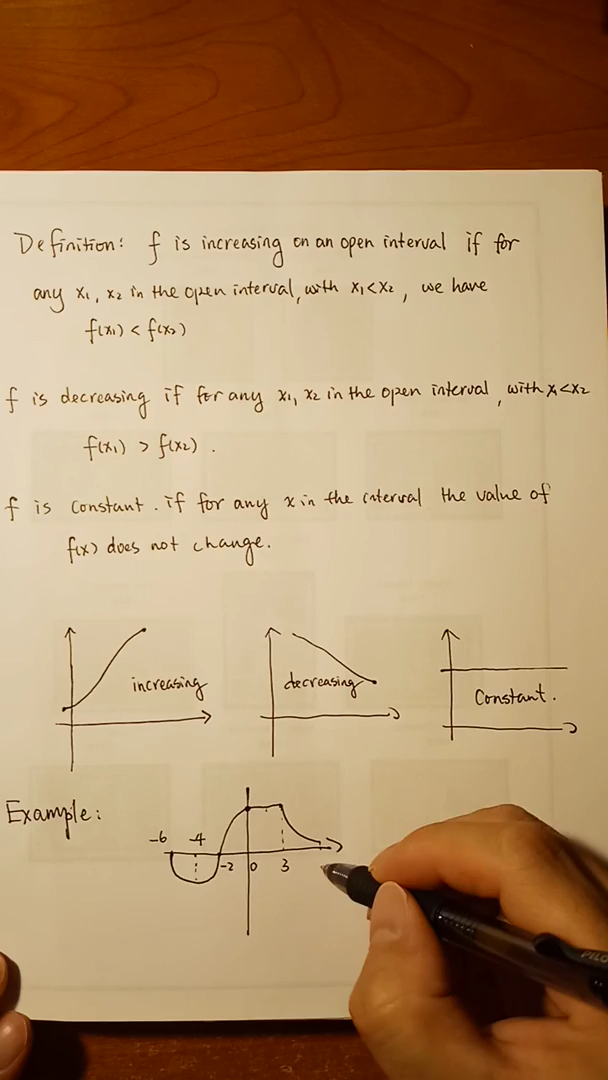 Definition: f is increasing on an open interval if for
any x₁, x₂ in the open interval, with x₁<x₂, we have
f(x₁) < f(x₂)
f is decreasing if for any x₁, x₂ in the open interval, with x₁<x₂
f(x₁) > f(x₂).
f is constant. if for any x in the interval the value of
f(x) does not change.
increasing
decreasing
Constant.
Example:
-6 -4
-2 0 3
PILO